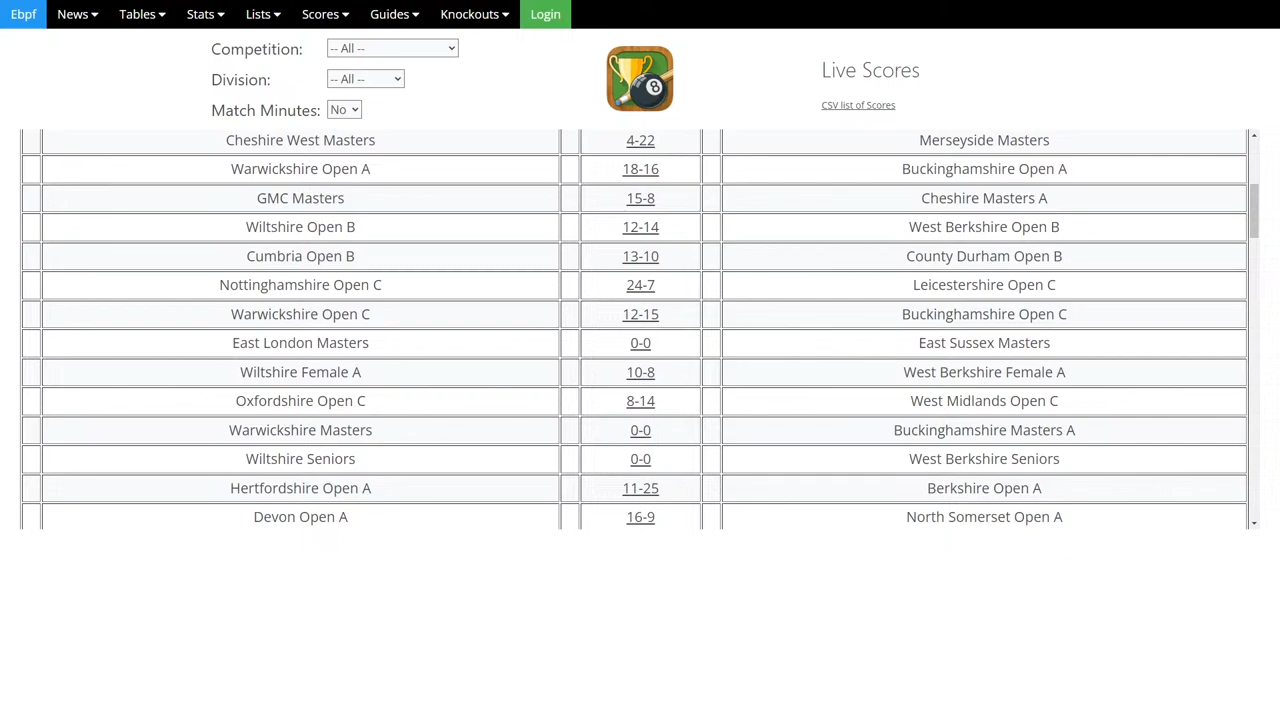 Ebpf News Tables Stats Lists Scores Guides Knockouts Login
Competition: -- All --
Division: -- All --
Match Minutes: No
8
Live Scores
CSV list of Scores
Cheshire West Masters 4-22 Merseyside Masters
Warwickshire Open A 18-16 Buckinghamshire Open A
GMC Masters 15-8 Cheshire Masters A
Wiltshire Open B 12-14 West Berkshire Open B
Cumbria Open B 13-10 County Durham Open B
Nottinghamshire Open C 24-7 Leicestershire Open C
Warwickshire Open C 12-15 Buckinghamshire Open C
East London Masters 0-0 East Sussex Masters
Wiltshire Female A 10-8 West Berkshire Female A
Oxfordshire Open C 8-14 West Midlands Open C
Warwickshire Masters 0-0 Buckinghamshire Masters A
Wiltshire Seniors 0-0 West Berkshire Seniors
Hertfordshire Open A 11-25 Berkshire Open A
Devon Open A 16-9 North Somerset Open A